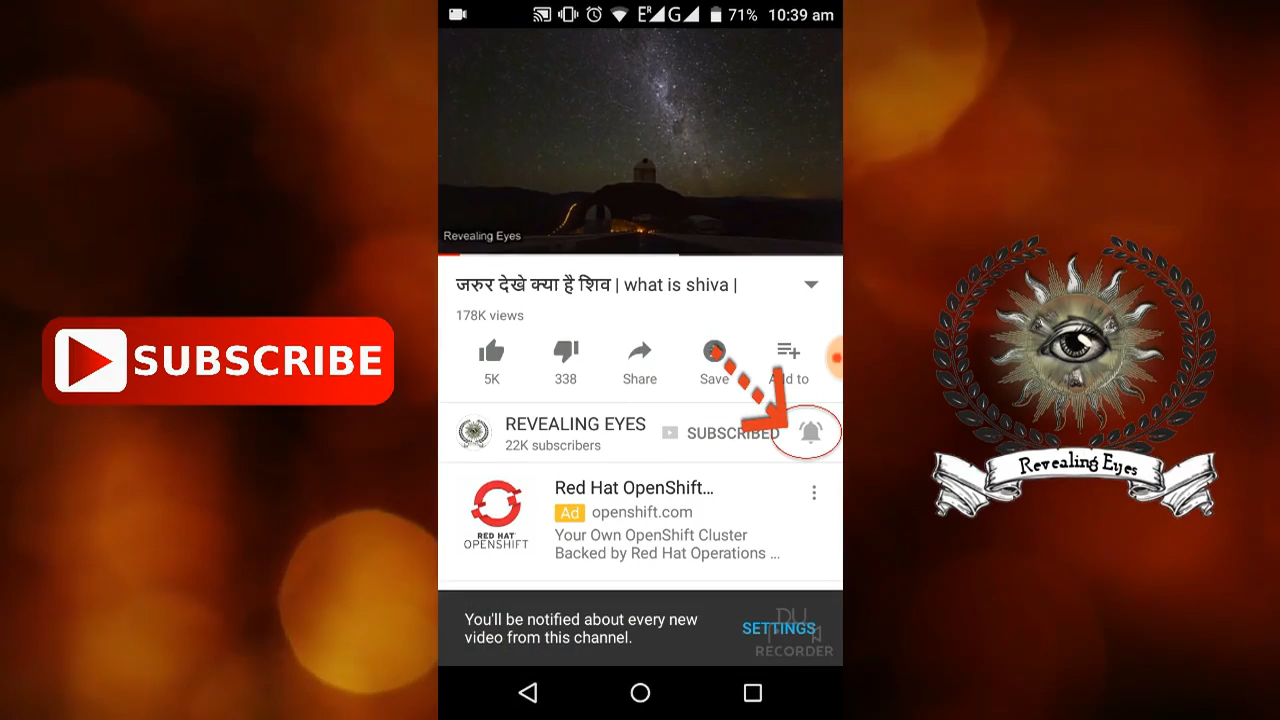 71% 10:39 am
Revealing Eyes
जरुर देखे क्या है शिव | what is shiva |
178K views
5K 338 Share Save Add to
SUBSCRIBE
REVEALING EYES
22K subscribers
SUBSCRIBED
Revealing Eyes
Red Hat OpenShift...
Ad openshift.com
Your Own OpenShift Cluster
Backed by Red Hat Operations ...
RED HAT
OPENSHIFT
You'll be notified about every new
video from this channel.
SETTINGS
DU
RECORDER